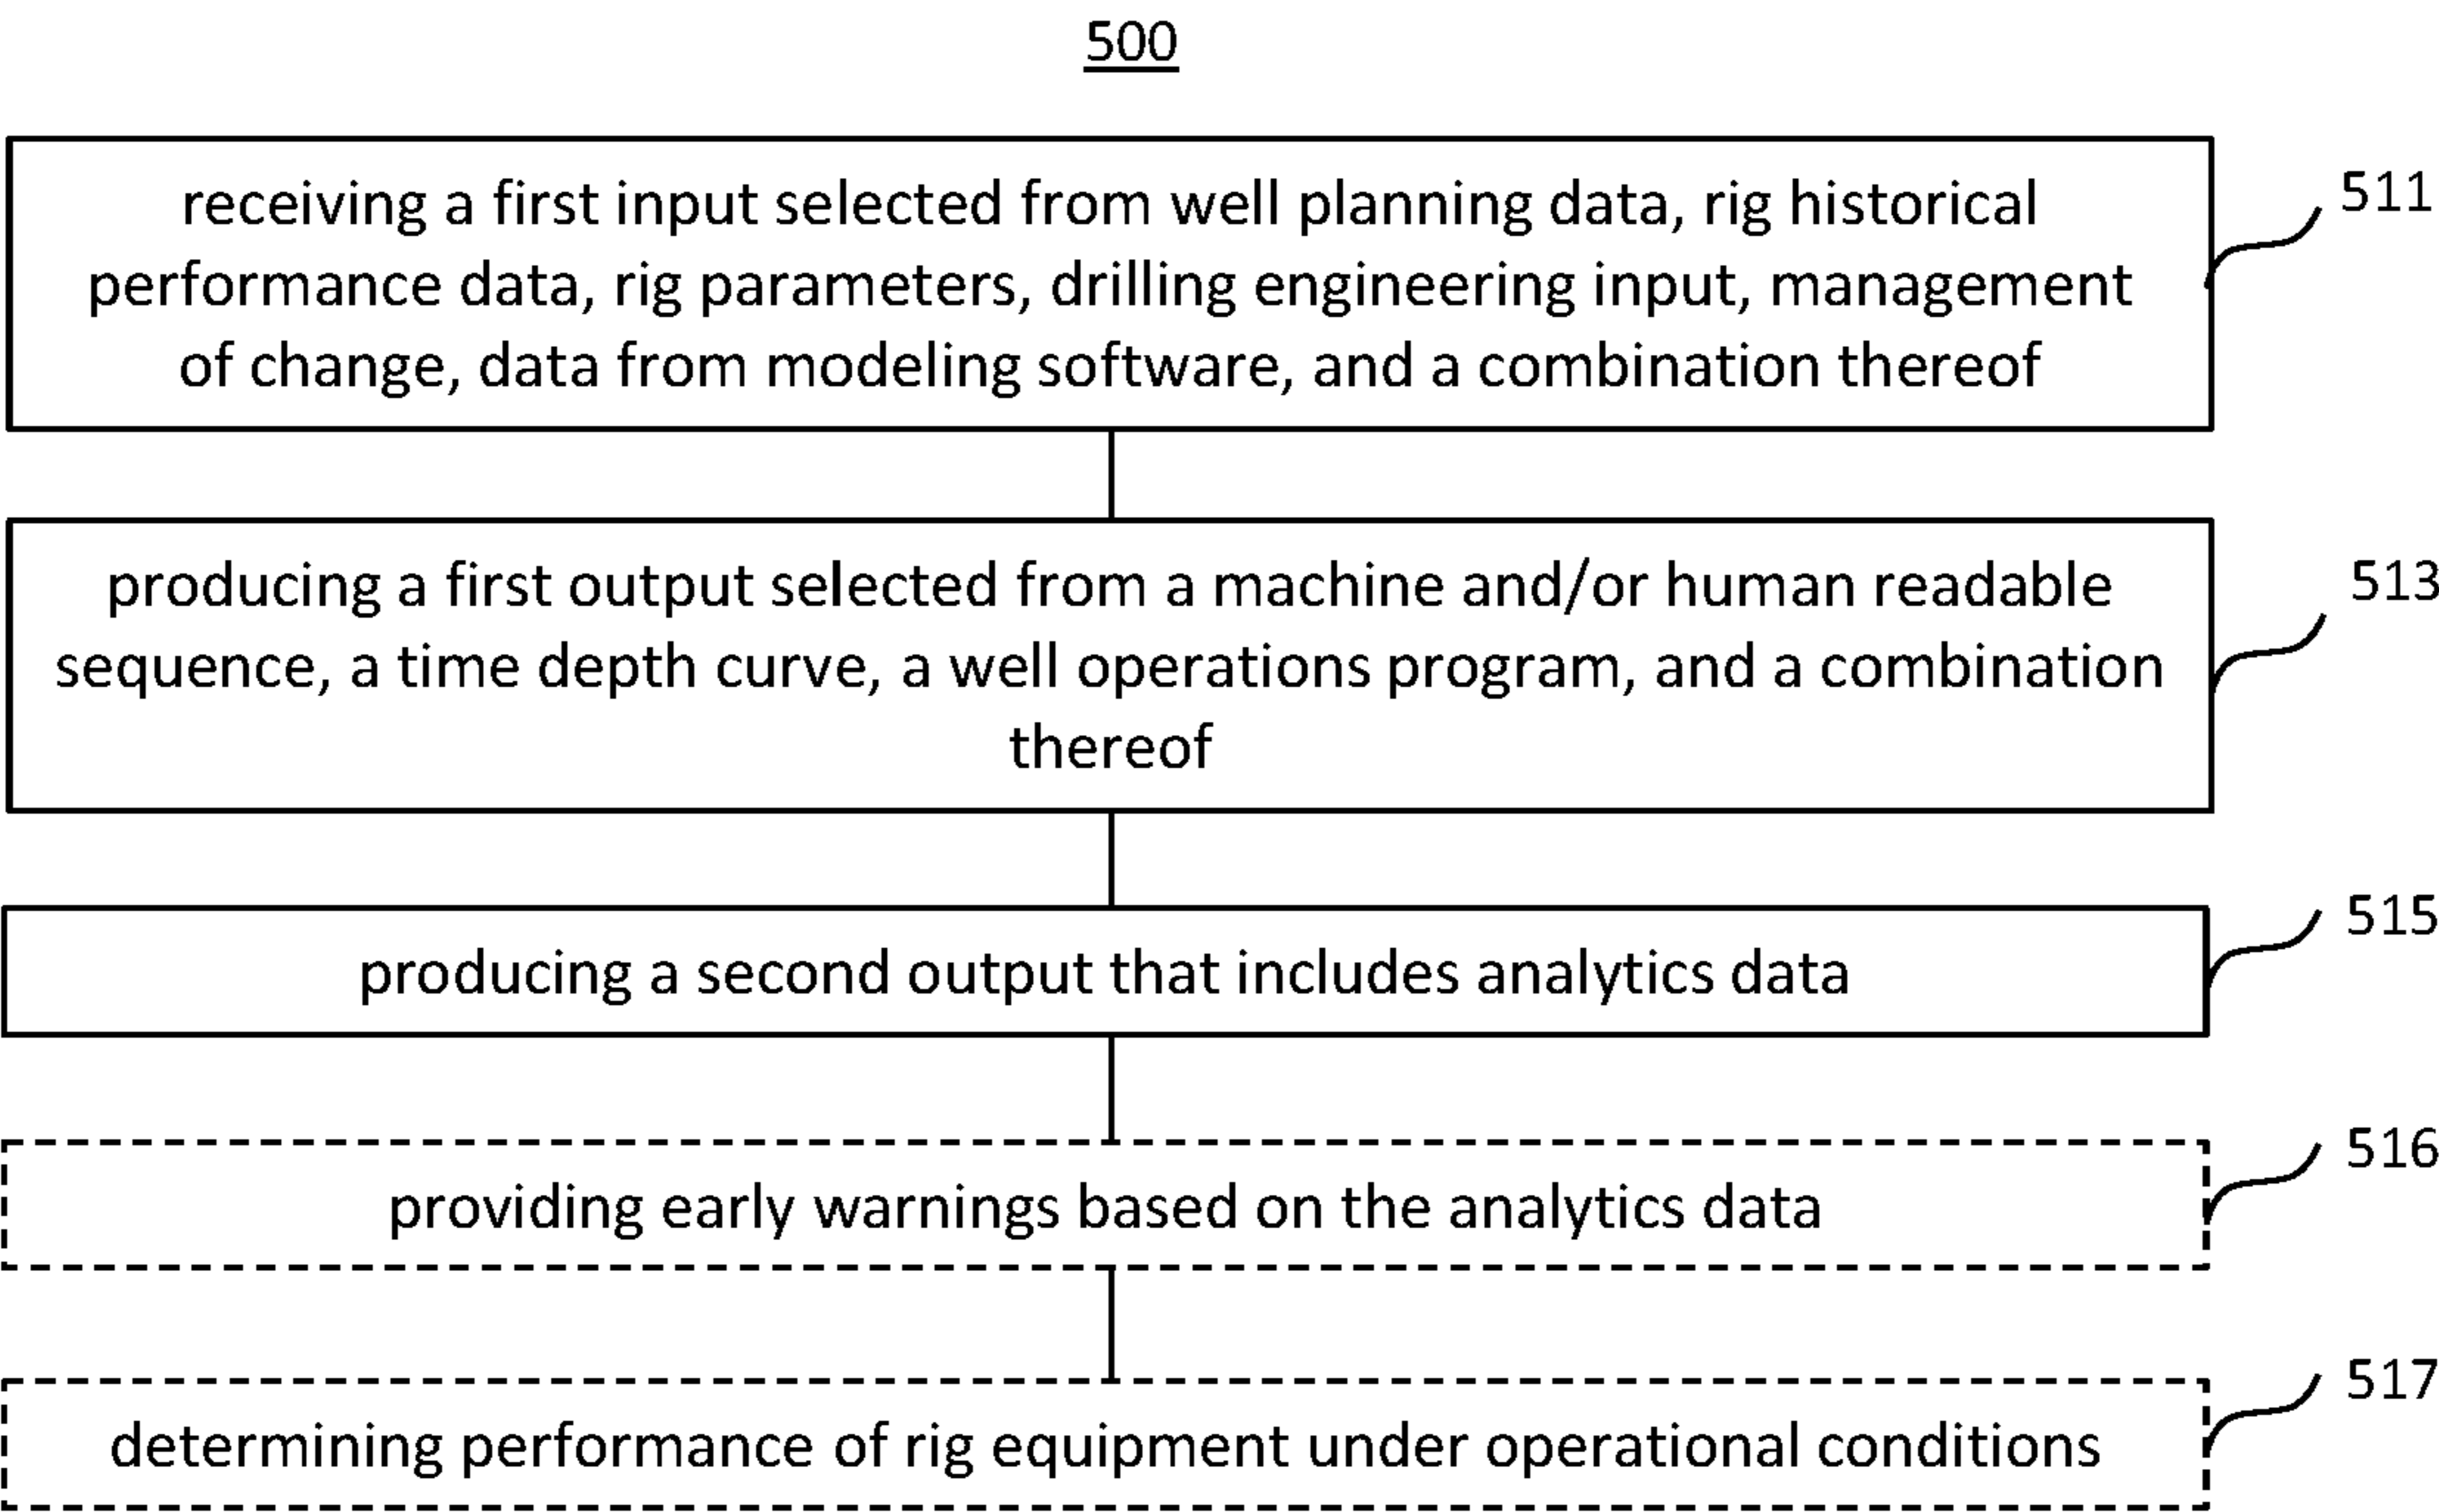 500
receiving a first input selected from well planning data, rig historical
performance data, rig parameters, drilling engineering input, management
of change, data from modeling software, and a combination thereof
511
producing a first output selected from a machine and/or human readable
sequence, a time depth curve, a well operations program, and a combination
thereof
513
producing a second output that includes analytics data
515
providing early warnings based on the analytics data
516
determining performance of rig equipment under operational conditions
517